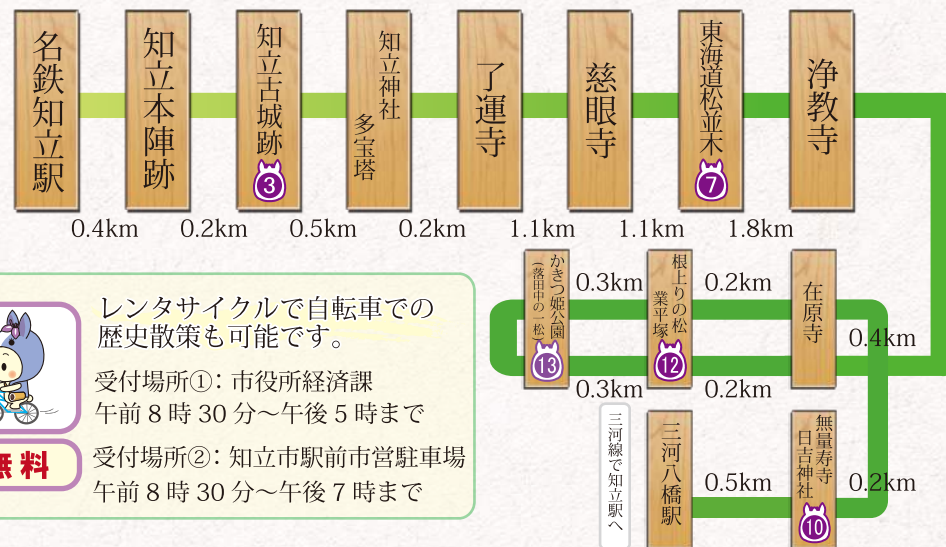 名鉄知立駅
知立本陣跡
知立古城跡
3
知立神社
多宝塔
了運寺
慈眼寺
東海道松並木
7
浄教寺
0.4km
0.2km
0.5km
0.2km
1.1km
1.1km
1.8km
かきつ姫公園
(落田中の一松)
13
0.3km
根上りの松
業平塚
12
0.2km
在原寺
0.4km
0.3km
0.2km
三河線で知立駅へ
三河八橋駅
0.5km
無量寿寺
日吉神社
10
0.2km
レンタサイクルで自転車での
歴史散策も可能です。
受付場所①:市役所経済課
午前8時30分~午後5時まで
受付場所②:知立市駅前市営駐車場
午前8時30分~午後7時まで
無料